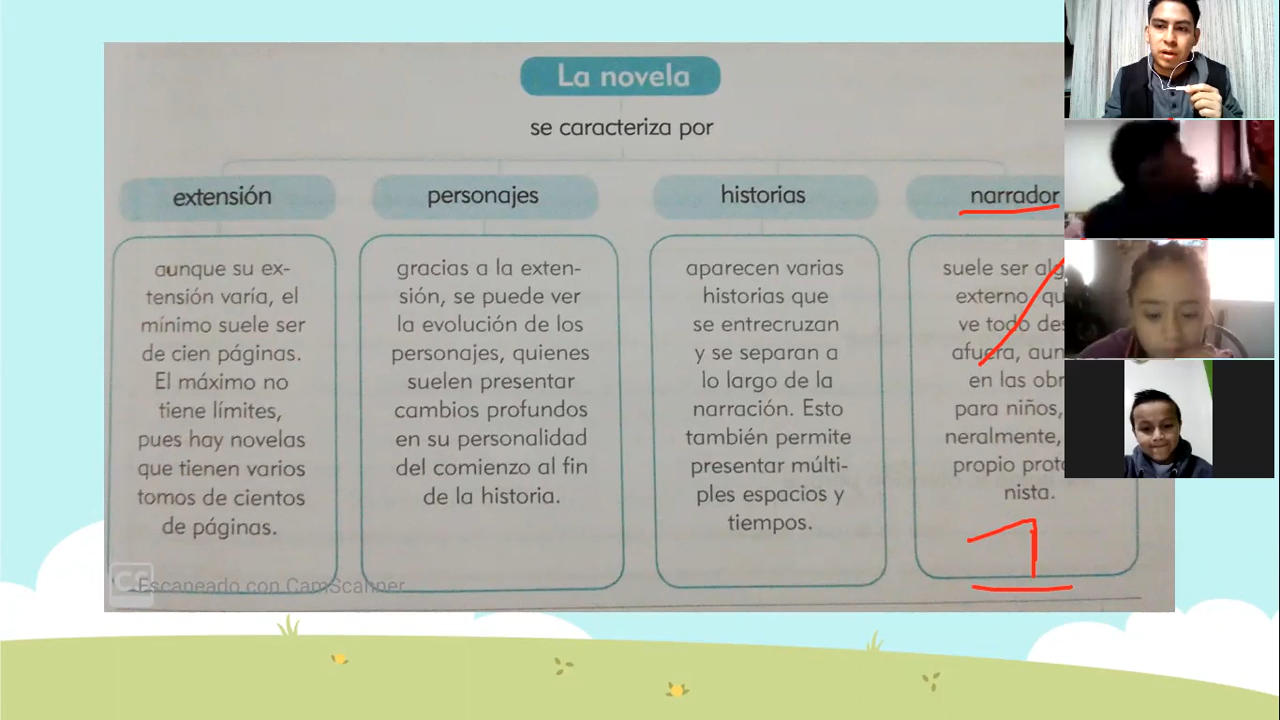 La novela
se caracteriza por
extensión
aunque su ex-
tensión varía, el
mínimo suele ser
de cien páginas.
El máximo no
tiene límites,
pues hay novelas
que tienen varios
tomos de cientos
de páginas.
personajes
gracias a la exten-
sión, se puede ver
la evolución de los
personajes, quienes
suelen presentar
cambios profundos
en su personalidad
del comienzo al fin
de la historia.
historias
aparecen varias
historias que
se entrecruzan
y se separan a
lo largo de la
narración. Esto
también permite
presentar múlti-
ples espacios y
tiempos.
narrador
suele ser
externo
ve todo
afuera,
en las
para niños,
neralmente,
propio
nista.
1
CS Escaneado con CamScanner